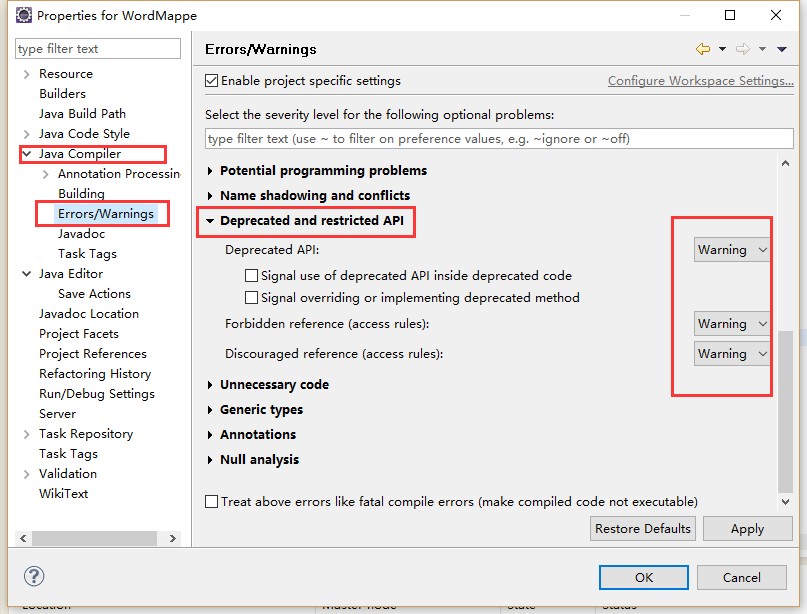 Properties for WordMappe
type filter text
Resource
Builders
Java Build Path
Java Code Style
Java Compiler
Annotation Processin
Building
Errors/Warnings
Javadoc
Task Tags
Java Editor
Save Actions
Javadoc Location
Project Facets
Project References
Refactoring History
Run/Debug Settings
Server
Task Repository
Task Tags
Validation
WikiText
Errors/Warnings
Enable project specific settings
Configure Workspace Settings...
Select the severity level for the following optional problems:
type filter text (use ~ to filter on preference values, e.g. ~ignore or ~off)
Potential programming problems
Name shadowing and conflicts
Deprecated and restricted API
Deprecated API: Warning
Signal use of deprecated API inside deprecated code
Signal overriding or implementing deprecated method
Forbidden reference (access rules): Warning
Discouraged reference (access rules): Warning
Unnecessary code
Generic types
Annotations
Null analysis
Treat above errors like fatal compile errors (make compiled code not executable)
Restore Defaults Apply
? OK Cancel
Location Master node State Status